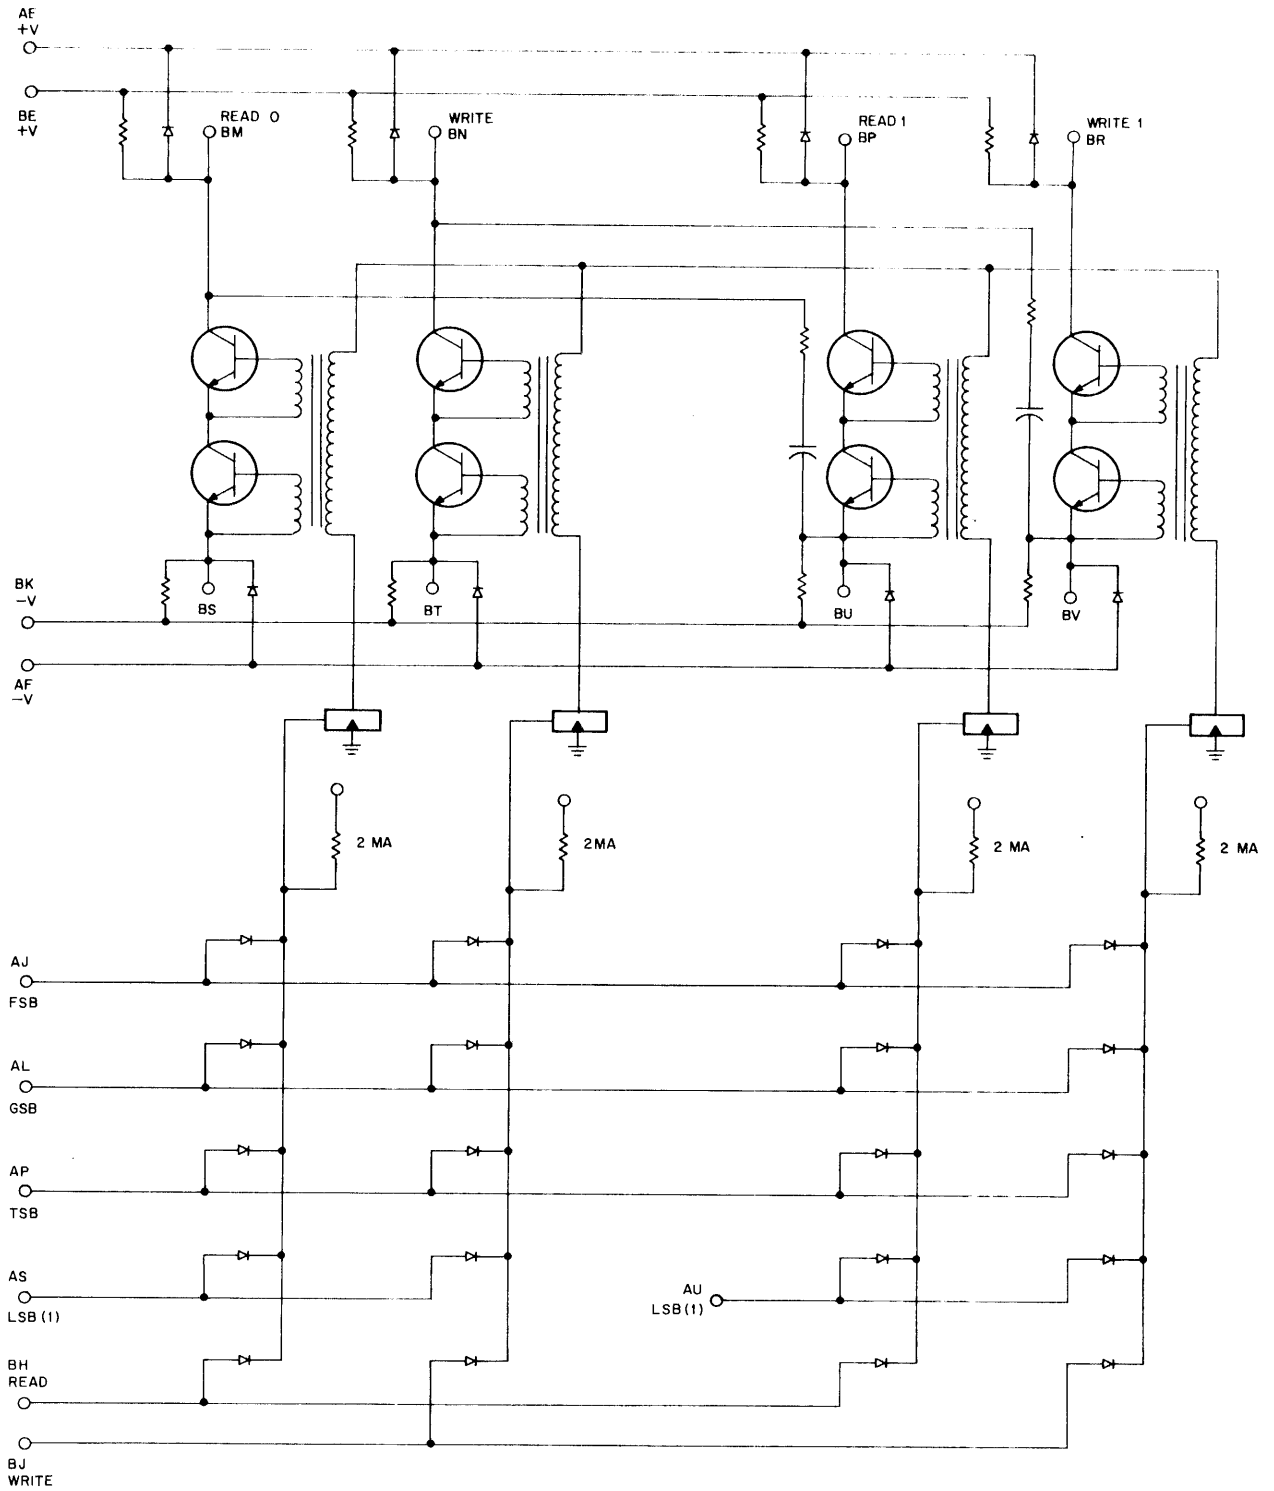 AE
+V
BE
+V
READ 0
BM
WRITE
BN
READ 1
BP
WRITE 1
BR
BK
−V
BS
BT
BU
BV
AF
−V
2 MA
2MA
2 MA
2 MA
AJ
FSB
AL
GSB
AP
TSB
AS
LSB (1)
AU
LSB(1)
BH
READ
BJ
WRITE